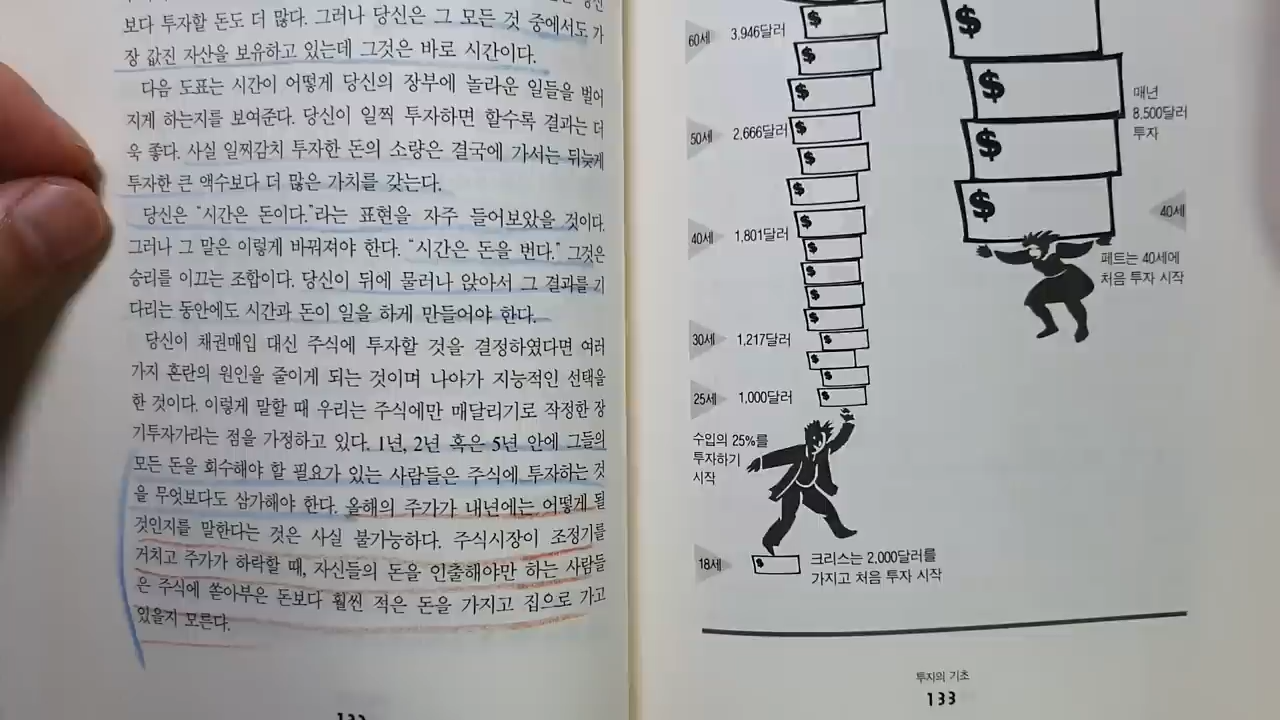 보다 투자할 돈도 더 많다. 그러나 당신은 그 모든 것 중에서도 가
장 값진 자산을 보유하고 있는데 그것은 바로 시간이다.
다음 도표는 시간이 어떻게 당신의 장부에 놀라운 일들을 벌어
지게 하는지를 보여준다. 당신이 일찍 투자하면 할수록 결과는 더
욱 좋다. 사실 일찍감치 투자한 돈의 소량은 결국에 가서는 뒤늦게
투자한 큰 액수보다 더 많은 가치를 갖는다.
당신은 “시간은 돈이다.”라는 표현을 자주 들어보았을 것이다.
그러나 그 말은 이렇게 바꿔져야 한다. “시간은 돈을 번다.” 그것은
승리를 이끄는 조합이다. 당신이 뒤에 물러나 앉아서 그 결과를 기
다리는 동안에도 시간과 돈이 일을 하게 만들어야 한다.
당신이 채권매입 대신 주식에 투자할 것을 결정하였다면 여러
가지 혼란의 원인을 줄이게 되는 것이며 나아가 지능적인 선택을
한 것이다. 이렇게 말할 때 우리는 주식에만 매달리기로 작정한 장
기투자가라는 점을 가정하고 있다. 1년, 2년 혹은 5년 안에 그들의
모든 돈을 회수해야 할 필요가 있는 사람들은 주식에 투자하는 것
을 무엇보다도 삼가해야 한다. 올해의 주가가 내년에는 어떻게 될
것인지를 말한다는 것은 사실 불가능하다. 주식시장이 조정기를
거치고 주가가 하락할 때, 자신들의 돈을 인출해야만 하는 사람들
은 주식에 쏟아부은 돈보다 훨씬 적은 돈을 가지고 집으로 가고
있을지 모른다.
60세 3,946달러
50세 2,666달러
40세 1,801달러
30세 1,217달러
25세 1,000달러
수입의 25%를
투자하기
시작
18세
크리스는 2,000달러를
가지고 처음 투자 시작
매년
8,500달러
투자
40세
페트는 40세에
처음 투자 시작
투자의 기초
133